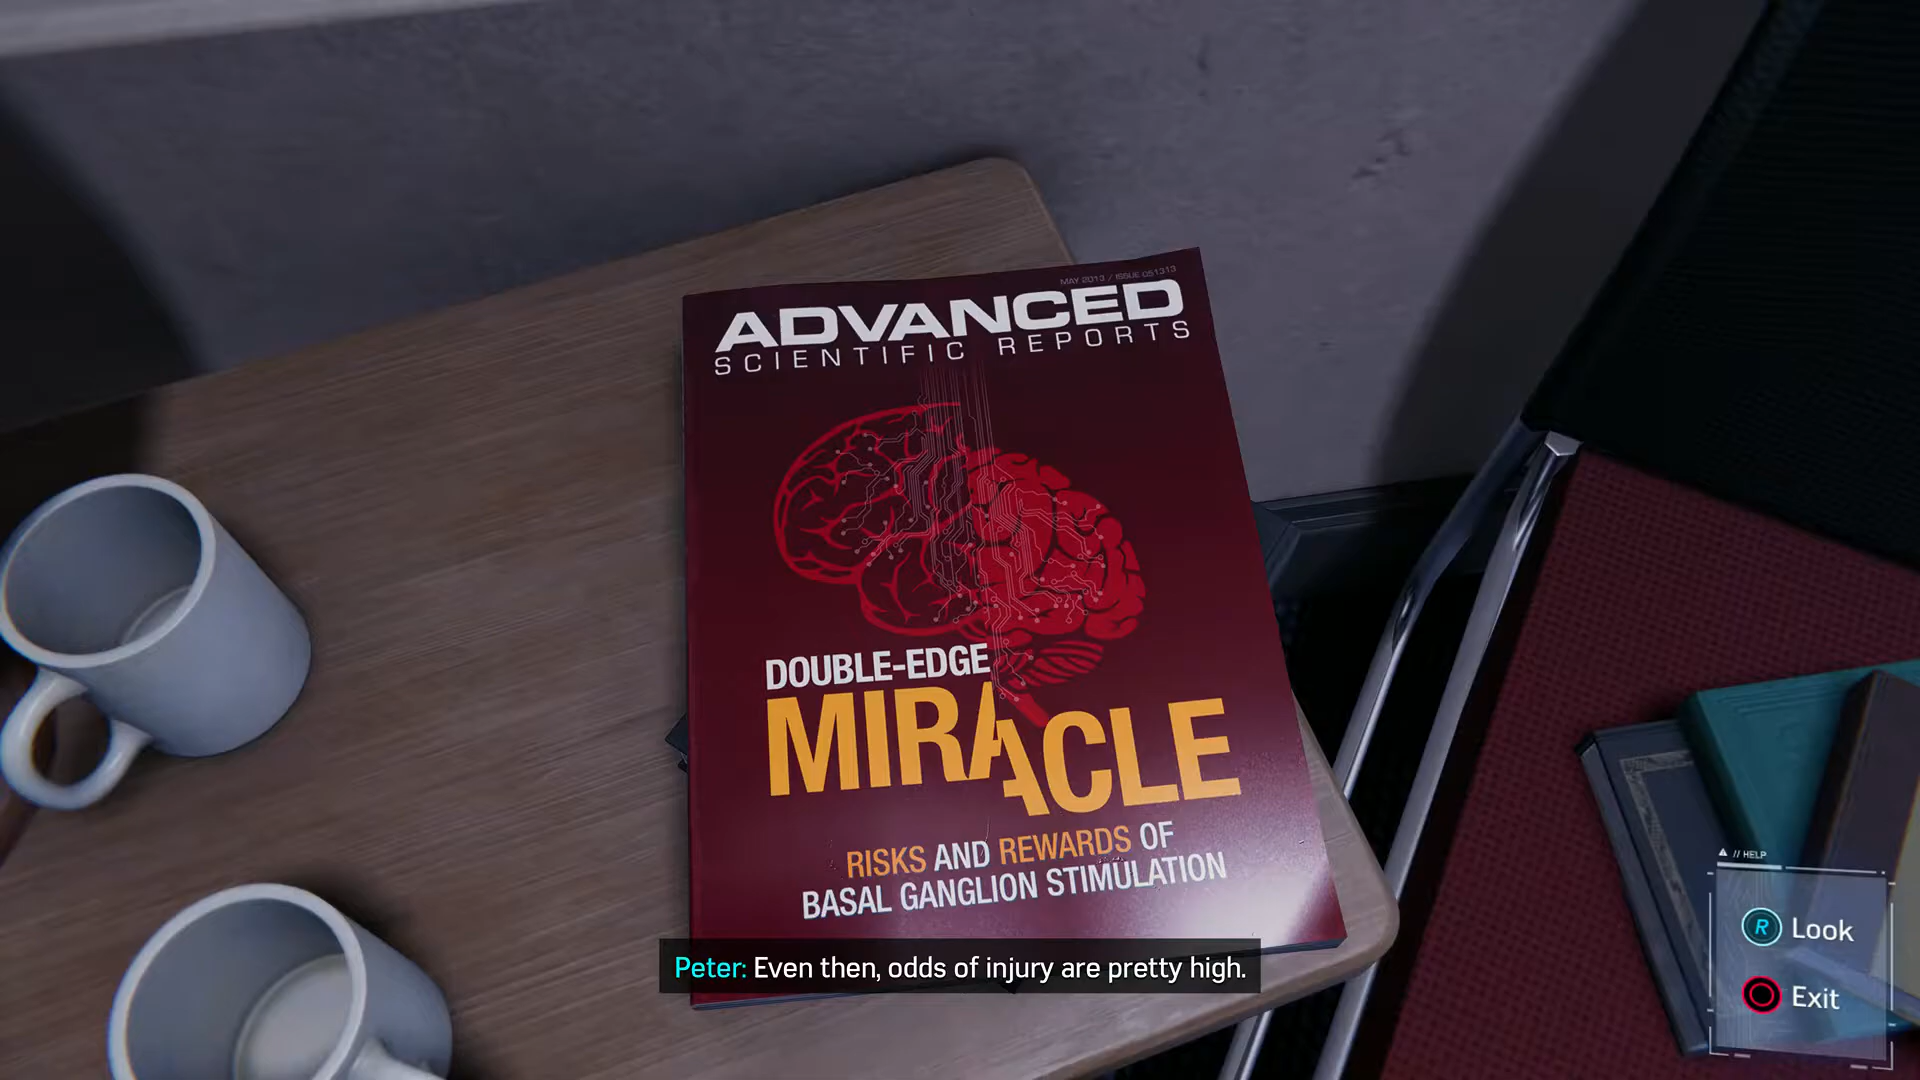 MAY 2013 / ISSUE 051313
ADVANCED
SCIENTIFIC REPORTS
DOUBLE-EDGE
MIRACLE
RISKS AND REWARDS OF
BASAL GANGLION STIMULATION
Peter: Even then, odds of injury are pretty high.
// HELP
R Look
Exit